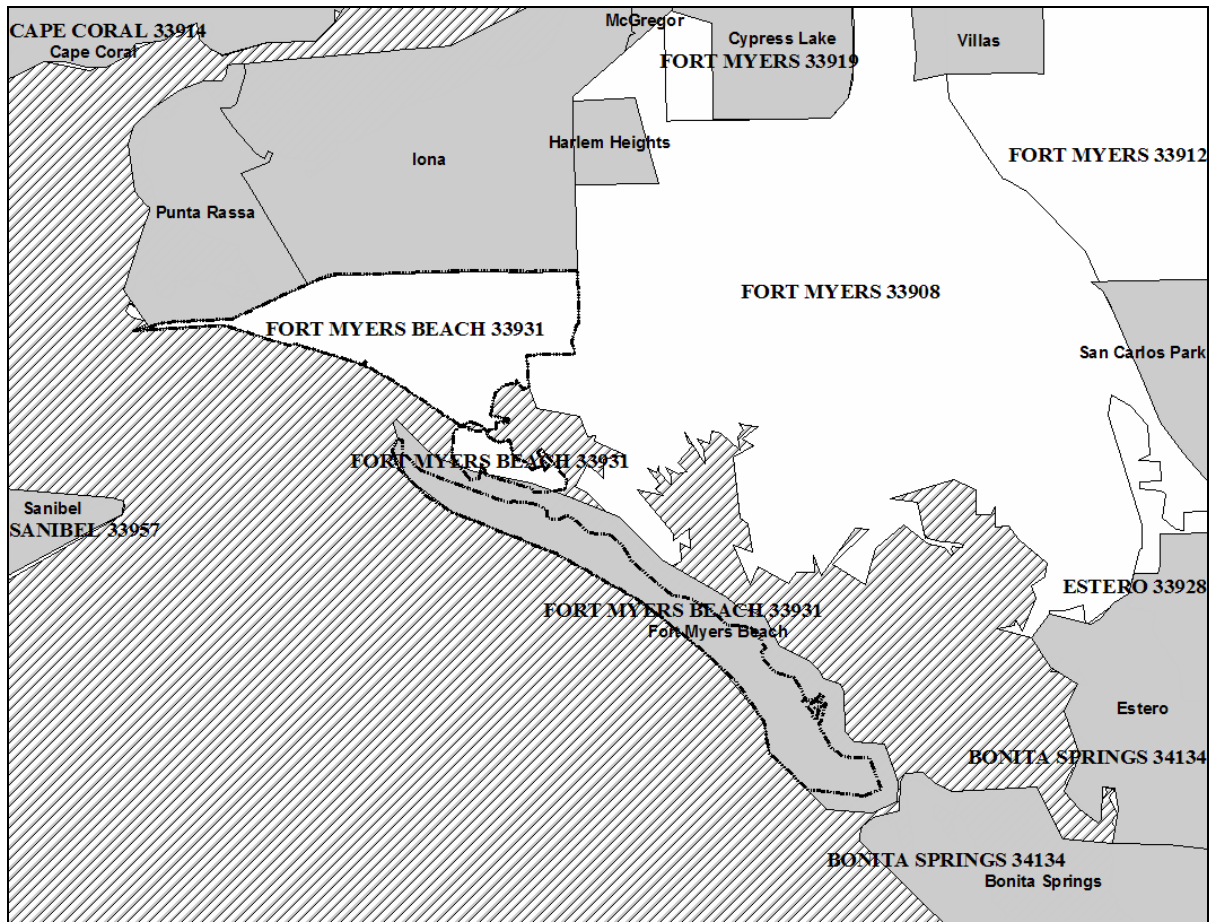 McGregor
CAPE CORAL 33914
Cape Coral
Cypress Lake
Villas
FORT MYERS 33919
Harlem Heights
Iona
FORT MYERS 33912
Punta Rassa
FORT MYERS 33908
FORT MYERS BEACH 33931
San Carlos Park
FORT MYERS BEACH 33931
Sanibel
SANIBEL 33957
ESTERO 33928
FORT MYERS BEACH 33931
Fort Myers Beach
Estero
BONITA SPRINGS 34134
BONITA SPRINGS 34134
Bonita Springs